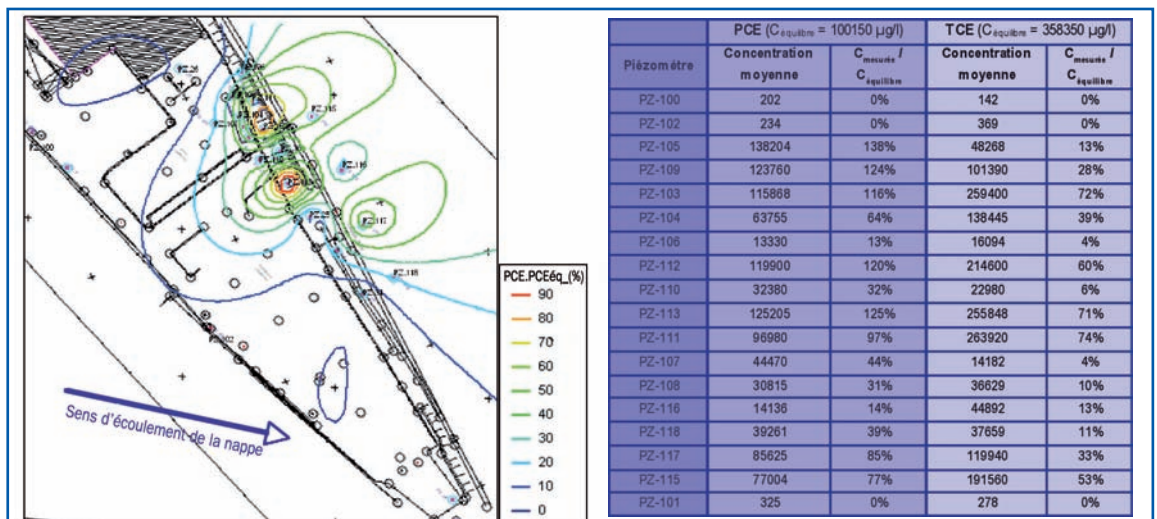 PZ-115
PZ-116
PZ-117
PZ-118
PCE.PCEéq_(%)
90
80
70
60
50
40
30
20
10
0
Sens d'écoulement de la nappe
PCE (Céquilibre = 100150 µg/l) TCE (Céquilibre = 358350 µg/l)
Piézomètre Concentration moyenne Cmesurée / Céquilibre Concentration moyenne Cmesurée / Céquilibre
PZ-100 202 0% 142 0%
PZ-102 234 0% 369 0%
PZ-105 138204 138% 48268 13%
PZ-109 123760 124% 101390 28%
PZ-103 115868 116% 259400 72%
PZ-104 63755 64% 138445 39%
PZ-106 13330 13% 16094 4%
PZ-112 119900 120% 214600 60%
PZ-110 32380 32% 22980 6%
PZ-113 125205 125% 255848 71%
PZ-111 96980 97% 263920 74%
PZ-107 44470 44% 14182 4%
PZ-108 30815 31% 36629 10%
PZ-116 14136 14% 44892 13%
PZ-118 39261 39% 37659 11%
PZ-117 85625 85% 119940 33%
PZ-115 77004 77% 191560 53%
PZ-101 325 0% 278 0%